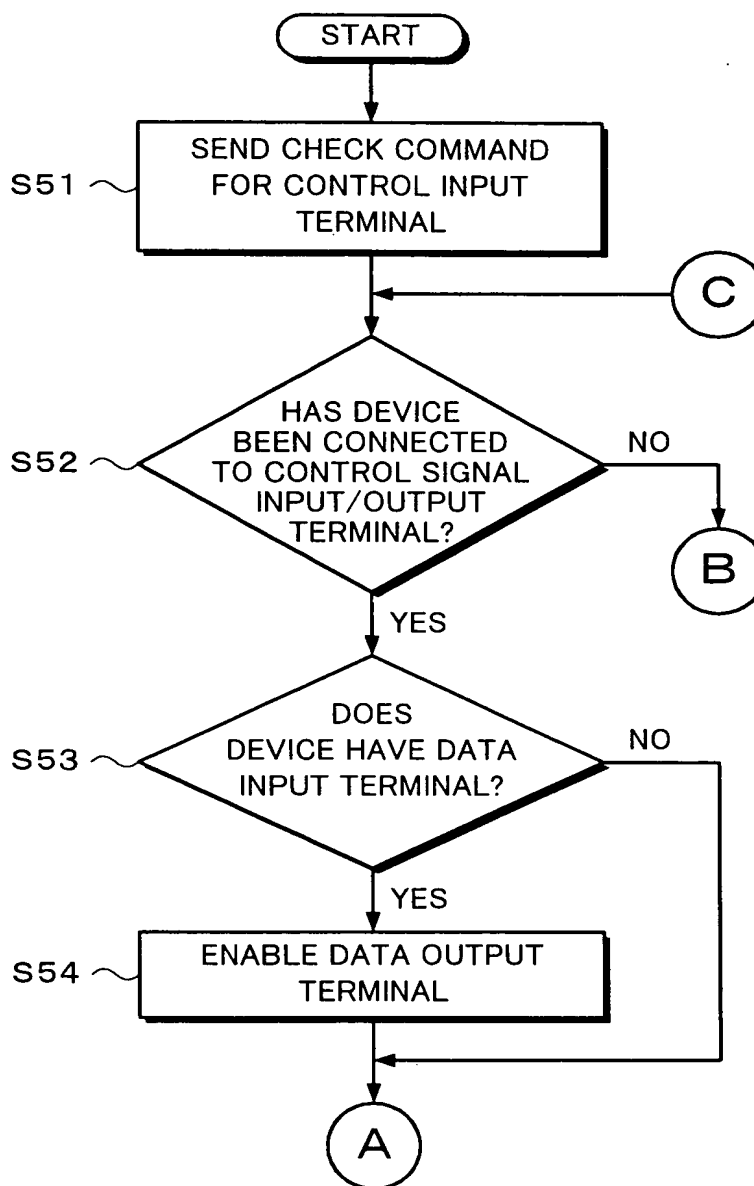 START
S51
SEND CHECK COMMAND
FOR CONTROL INPUT
TERMINAL
C
S52
HAS DEVICE
BEEN CONNECTED
TO CONTROL SIGNAL
INPUT/OUTPUT
TERMINAL?
NO
B
YES
S53
DOES
DEVICE HAVE DATA
INPUT TERMINAL?
NO
YES
S54
ENABLE DATA OUTPUT
TERMINAL
A